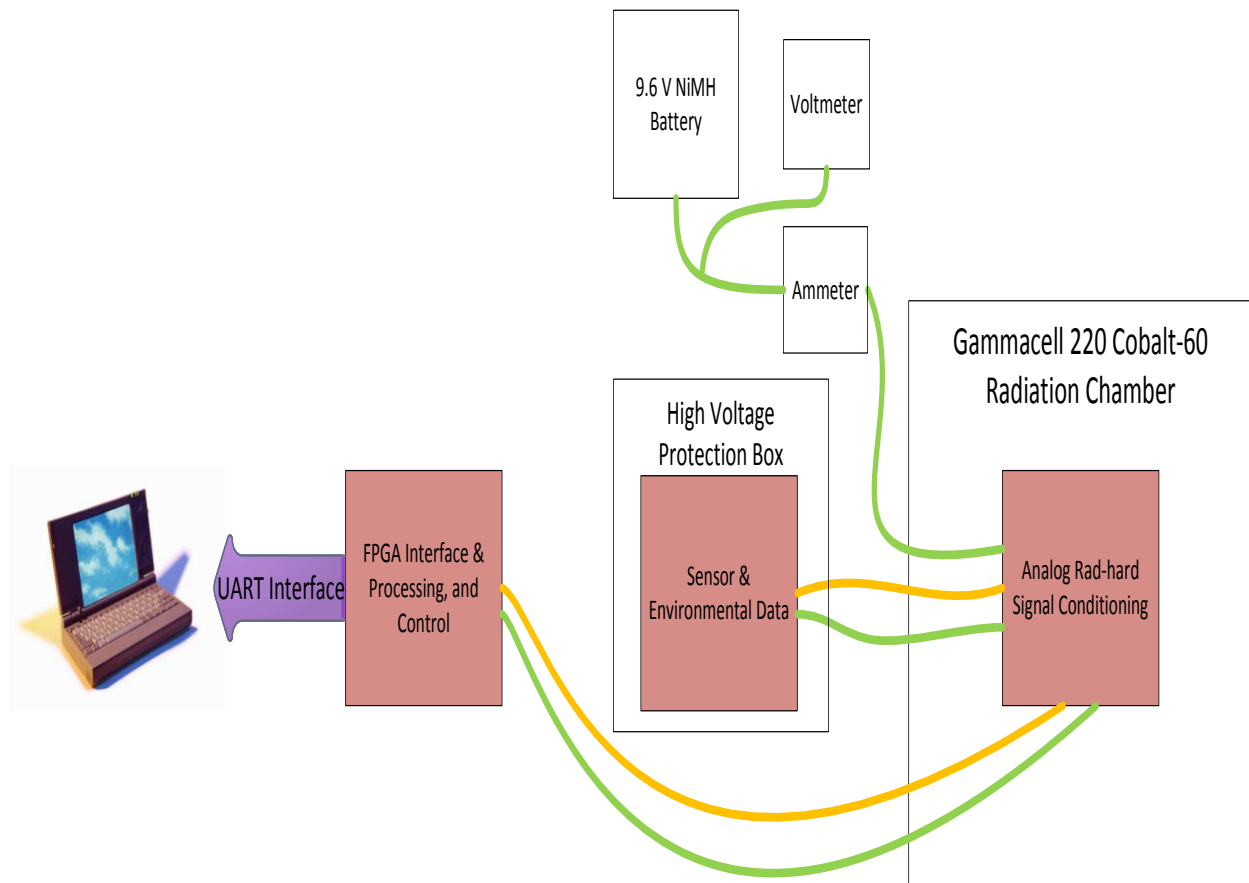 9.6 V NiMH
Battery
Voltmeter
Ammeter
Gammacell 220 Cobalt-60
Radiation Chamber
High Voltage
Protection Box
UART Interface
FPGA Interface &
Processing, and
Control
Sensor &
Environmental Data
Analog Rad-hard
Signal Conditioning